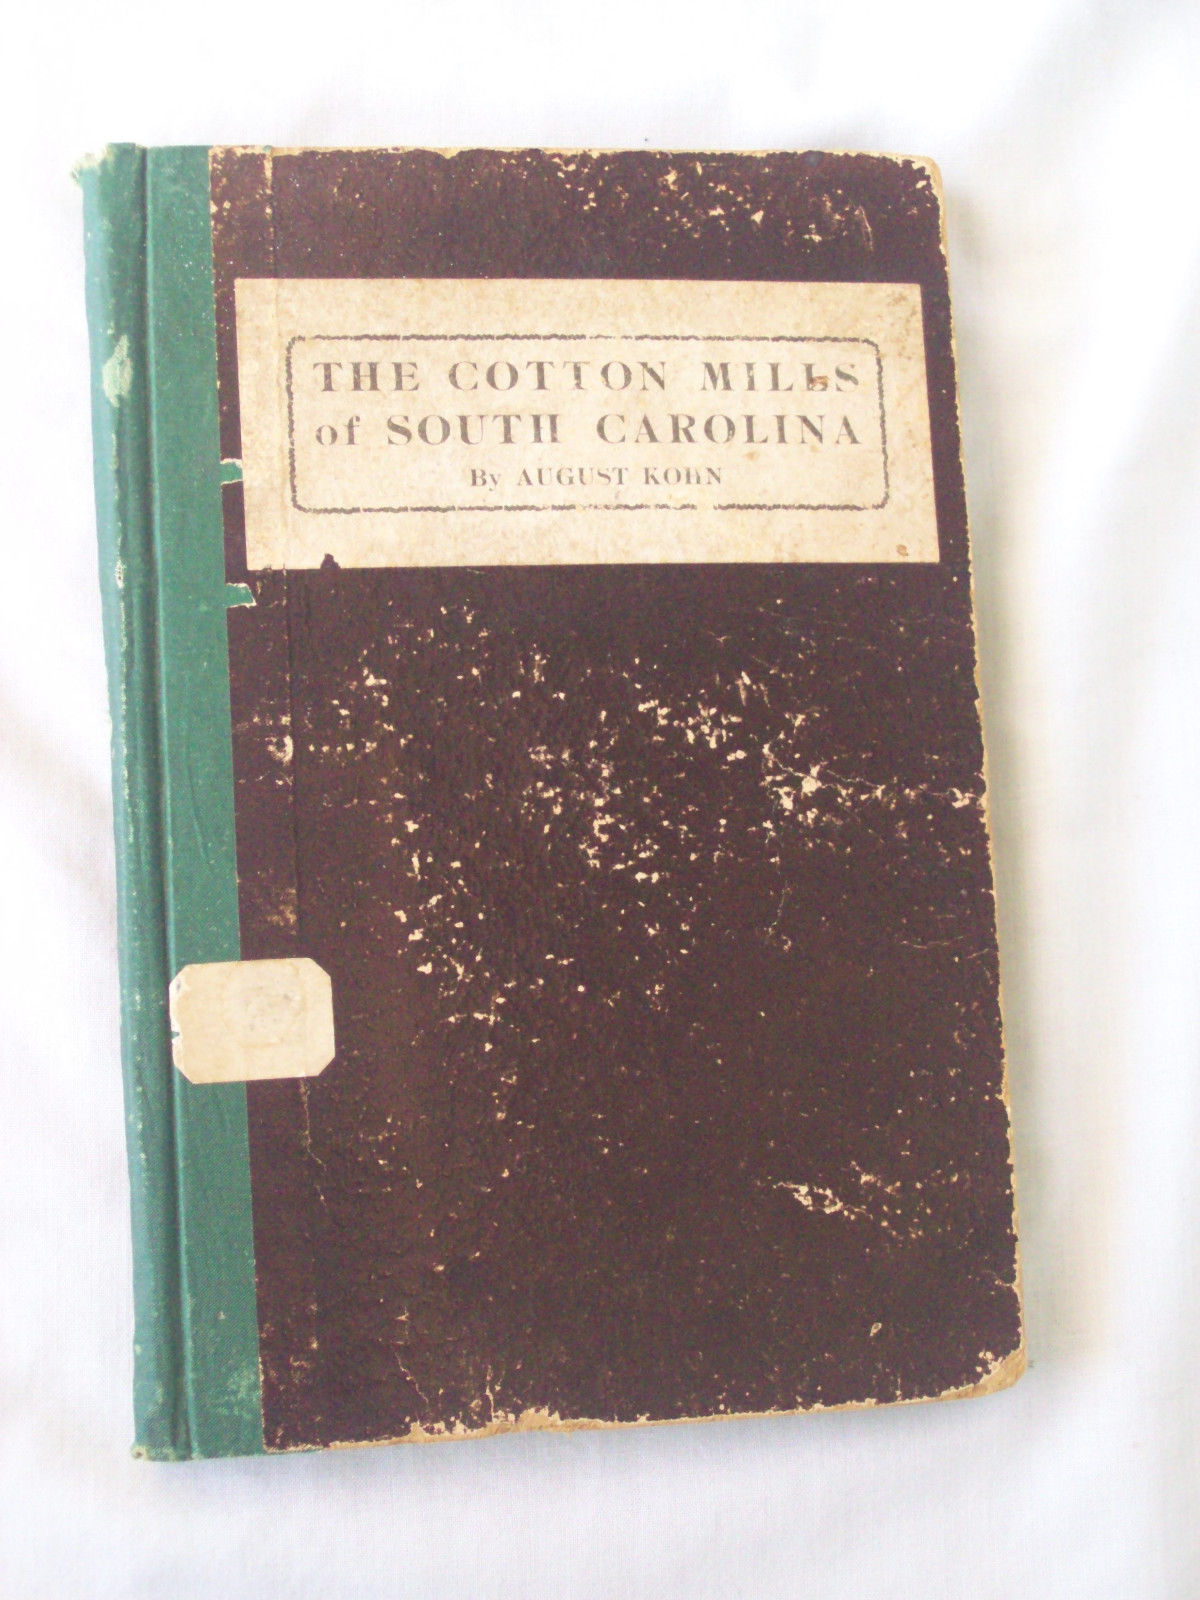 THE COTTON MILLS
of SOUTH CAROLINA
By AUGUST KOHN